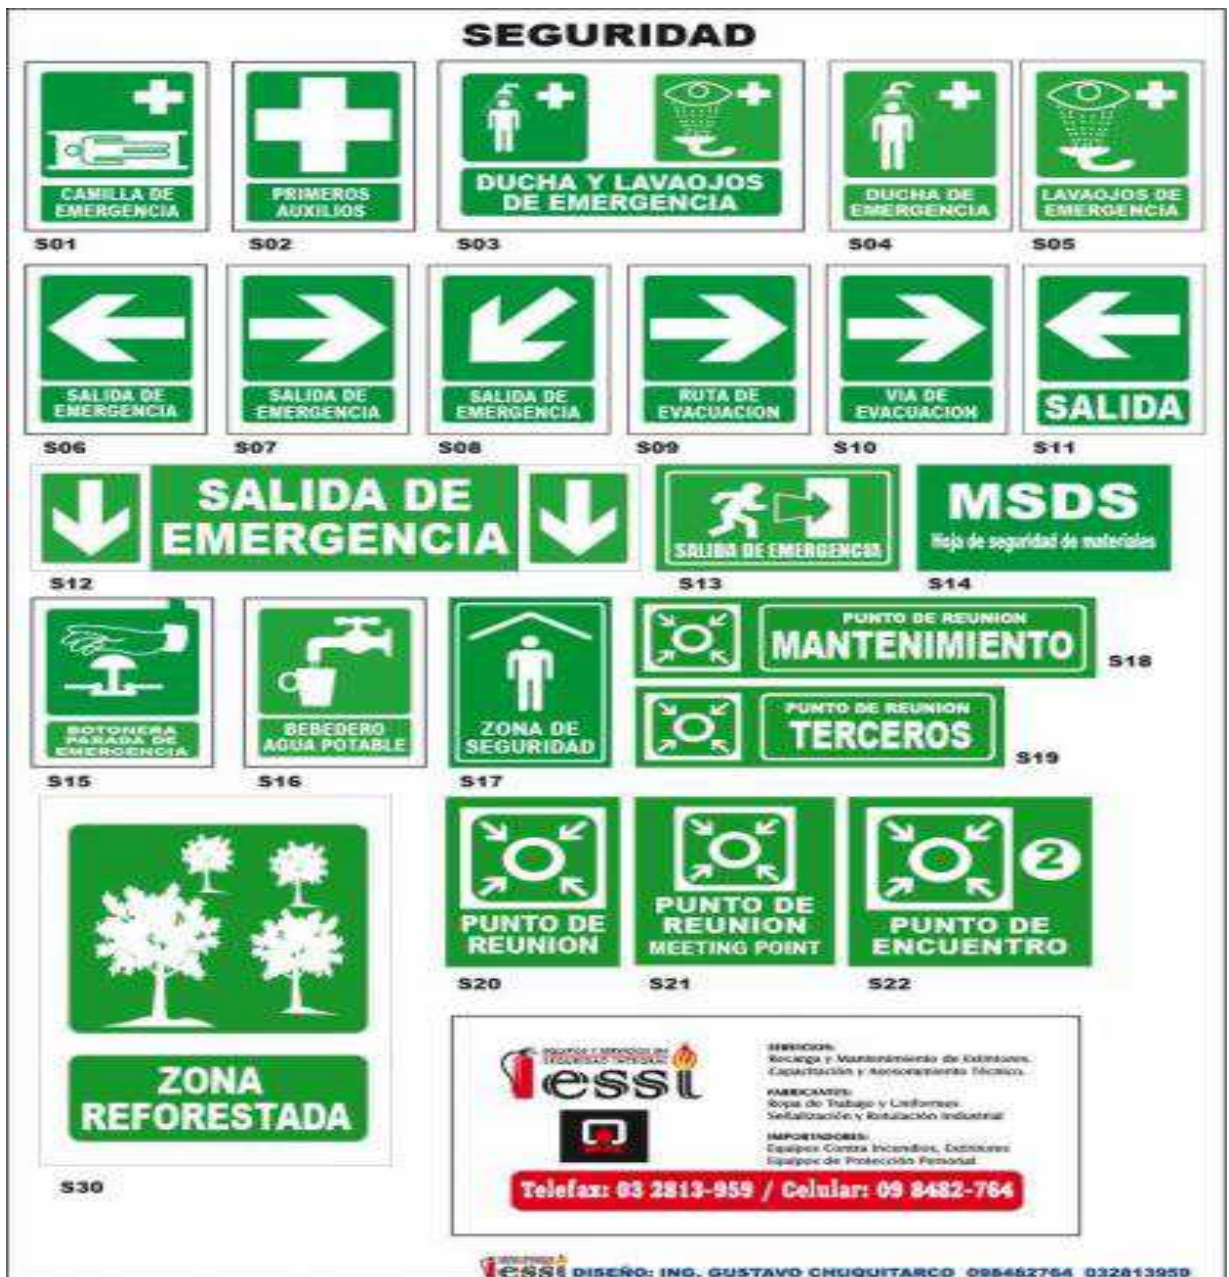 SEGURIDAD
CAMILLA DE
EMERGENCIA
S01
PRIMEROS
AUXILIOS
S02
DUCHA Y LAVAOJOS
DE EMERGENCIA
S03
DUCHA DE
EMERGENCIA
S04
LAVAOJOS DE
EMERGENCIA
S05
SALIDA DE
EMERGENCIA
S06
SALIDA DE
EMERGENCIA
S07
SALIDA DE
EMERGENCIA
S08
RUTA DE
EVACUACION
S09
VIA DE
EVACUACION
S10
SALIDA
S11
SALIDA DE
EMERGENCIA
S12
SALIDA DE EMERGENCIA
S13
MSDS
Hoja de seguridad de materiales
S14
BOTONERA
PARADA DE
EMERGENCIA
S15
BEBEDERO
AGUA POTABLE
S16
ZONA DE
SEGURIDAD
S17
PUNTO DE REUNION
MANTENIMIENTO
S18
PUNTO DE REUNION
TERCEROS
S19
PUNTO DE
REUNION
S20
PUNTO DE
REUNION
MEETING POINT
S21
2
PUNTO DE
ENCUENTRO
S22
ZONA
REFORESTADA
S30
EQUIPOS Y SERVICIOS EN
SEGURIDAD INTEGRAL
essi
SERVICIOS:
Recarga y Mantenimiento de Extintores.
Capacitación y Asesoramiento Técnico.
FABRICANTES:
Ropa de Trabajo y Uniformes
Señalización y Rotulación Industrial
IMPORTADORES:
Equipos Contra Incendios, Extintores
Equipos de Protección Personal
Telefax: 03 2813-959 / Celular: 09 8482-764
essi DISEÑO: ING. GUSTAVO CHUQUITARCO 098482764 032813959